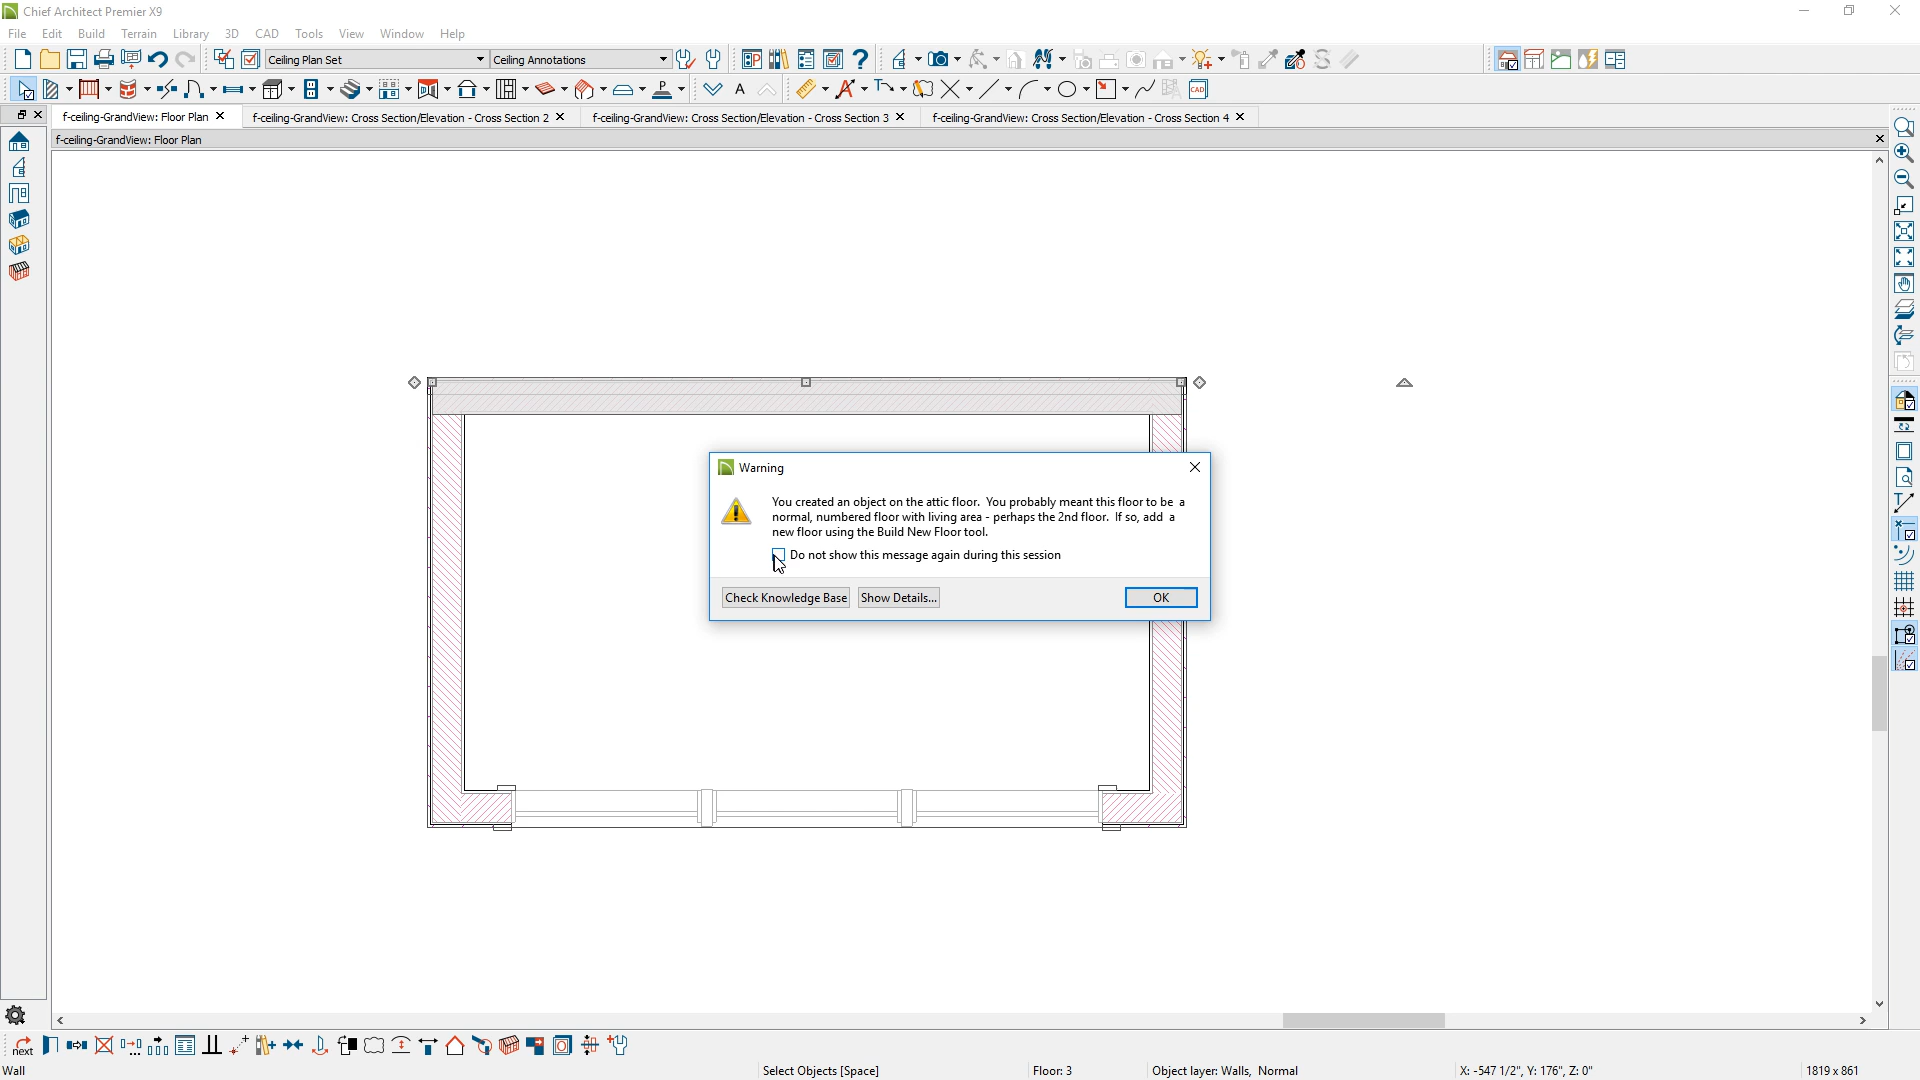 Chief Architect Premier X9
File Edit Build Terrain Library 3D CAD Tools View Window Help
Ceiling Plan Set Ceiling Annotations
A P A CAD
f-ceiling-GrandView: Floor Plan f-ceiling-GrandView: Cross Section/Elevation - Cross Section 2 f-ceiling-GrandView: Cross Section/Elevation - Cross Section 3 f-ceiling-GrandView: Cross Section/Elevation - Cross Section 4
f-ceiling-GrandView: Floor Plan
Warning
You created an object on the attic floor. You probably meant this floor to be a
normal, numbered floor with living area - perhaps the 2nd floor. If so, add a
new floor using the Build New Floor tool.
Do not show this message again during this session
Check Knowledge Base Show Details... OK
next
Wall Select Objects [Space] Floor: 3 Object layer: Walls, Normal X: -547 1/2", Y: 176", Z: 0" 1819 x 861